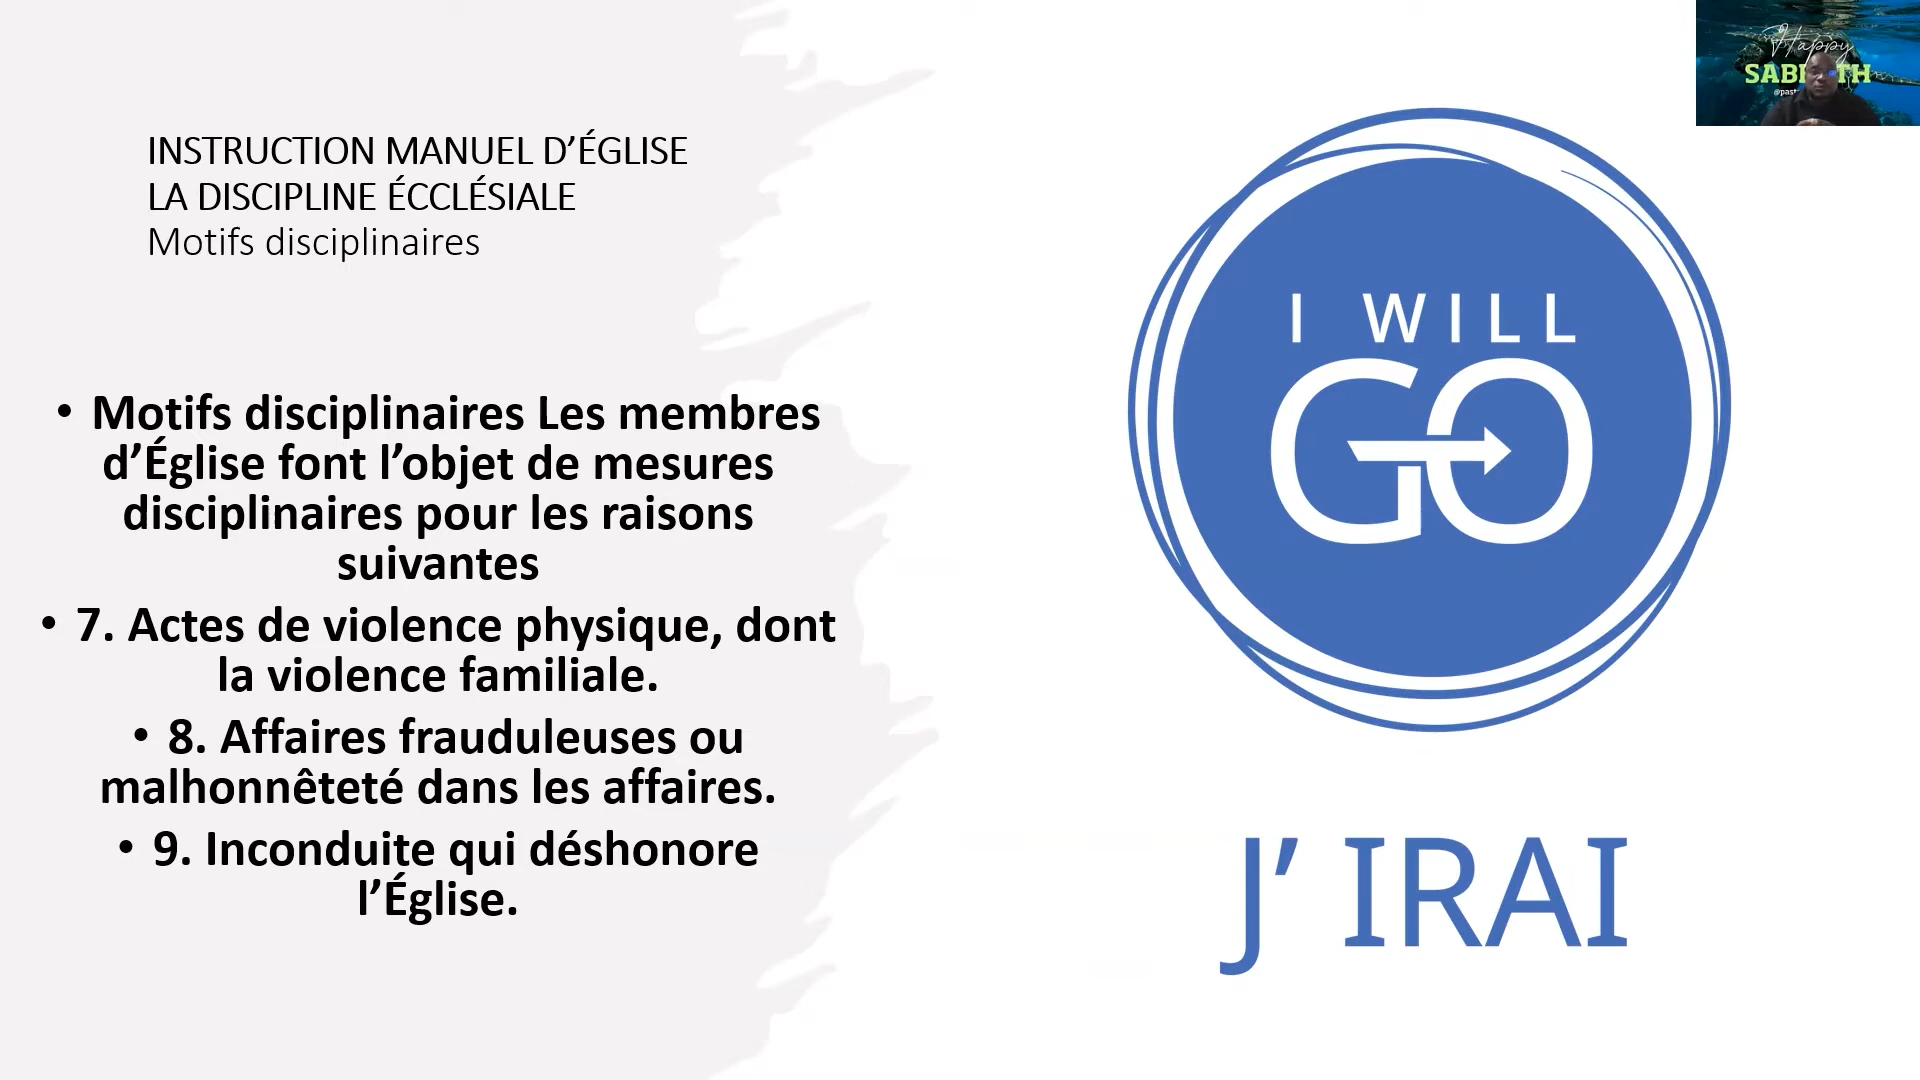 INSTRUCTION MANUEL D’ÉGLISE
LA DISCIPLINE ÉCCLÉSIALE
Motifs disciplinaires
• Motifs disciplinaires Les membres
d’Église font l’objet de mesures
disciplinaires pour les raisons
suivantes
• 7. Actes de violence physique, dont
la violence familiale.
• 8. Affaires frauduleuses ou
malhonnêteté dans les affaires.
• 9. Inconduite qui déshonore
l’Église.
I WILL
GO
J’ IRAI
Happy